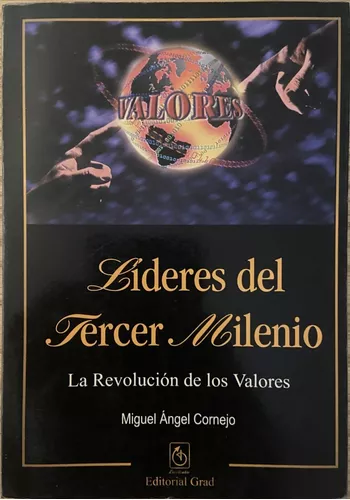 VALORES
Líderes del
Tercer Milenio
La Revolución de los Valores
Miguel Ángel Cornejo
Editorial Grad